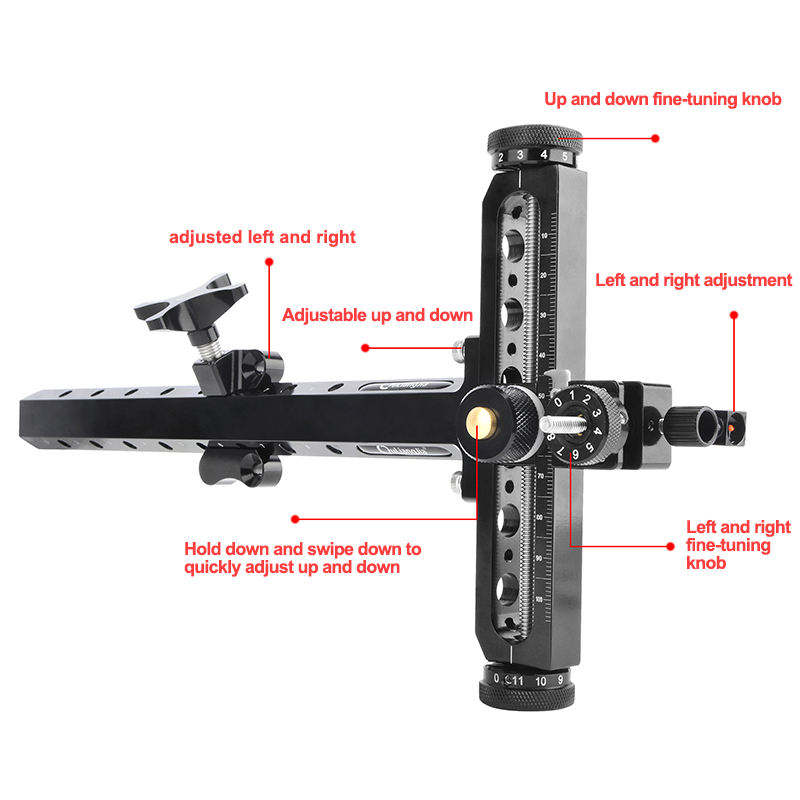 Up and down fine-tuning knob
2 3 4 5
adjusted left and right
10
20
Left and right adjustment
Adjustable up and down
30
40
50
0 1 2 3 4 5 6 7 8
70
80
90
100
Hold down and swipe down to
quickly adjust up and down
Left and right
fine-tuning
knob
0 11 10 9